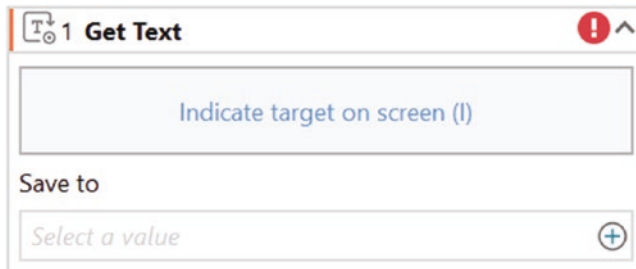 1 Get Text
Indicate target on screen (I)
Save to
Select a value